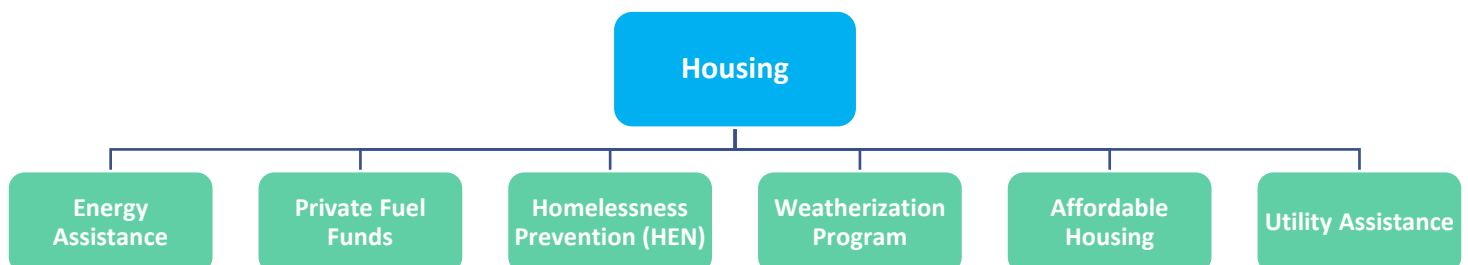 Housing
Energy
Assistance
Private Fuel
Funds
Homelessness
Prevention (HEN)
Weatherization
Program
Affordable
Housing
Utility Assistance